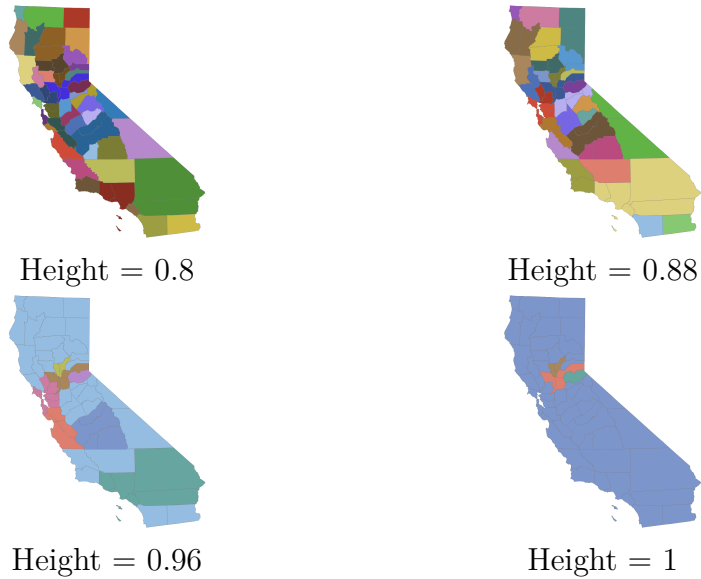 Height = 0.8
Height = 0.88
Height = 0.96
Height = 1